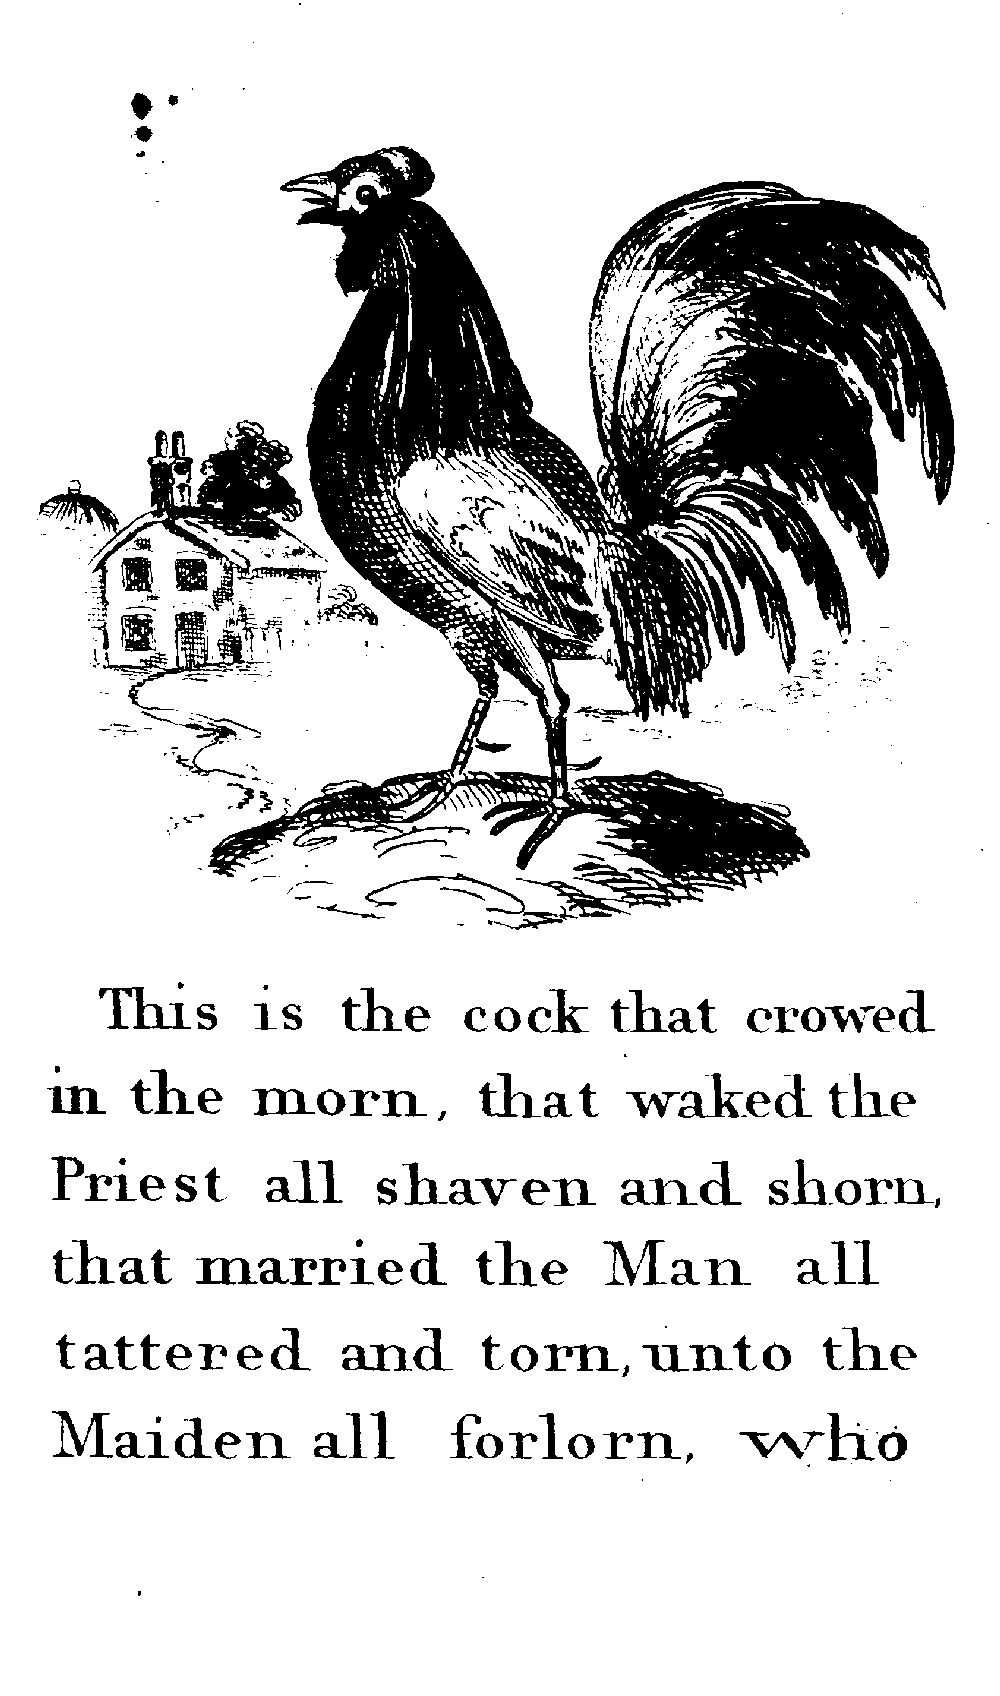 This is the cock that crowed
in the morn, that waked the
Priest all shaven and shorn,
that married the Man all
tattered and torn, unto the
Maiden all forlorn, who